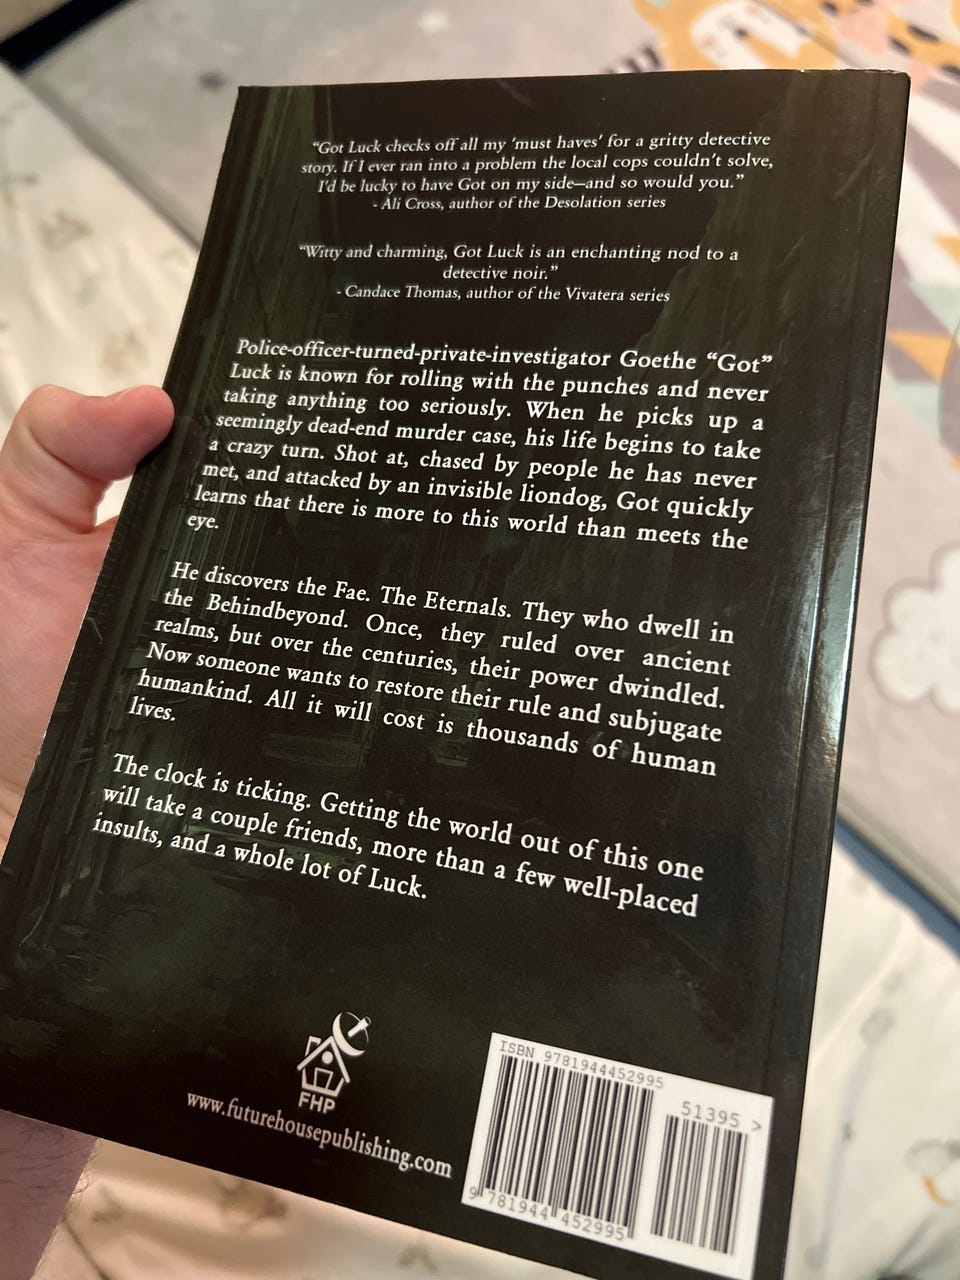 “Got Luck checks off all my ‘must haves’ for a gritty detective
story. If I ever ran into a problem the local cops couldn’t solve,
I’d be lucky to have Got on my side—and so would you.”
- Ali Cross, author of the Desolation series
“Witty and charming, Got Luck is an enchanting nod to a
detective noir.”
- Candace Thomas, author of the Vivatera series
Police-officer-turned-private-investigator Goethe “Got”
Luck is known for rolling with the punches and never
taking anything too seriously. When he picks up a
seemingly dead-end murder case, his life begins to take
a crazy turn. Shot at, chased by people he has never
met, and attacked by an invisible liondog, Got quickly
learns that there is more to this world than meets the
eye.
He discovers the Fae. The Eternals. They who dwell in
the Behindbeyond. Once, they ruled over ancient
realms, but over the centuries, their power dwindled.
Now someone wants to restore their rule and subjugate
humankind. All it will cost is thousands of human
lives.
The clock is ticking. Getting the world out of this one
will take a couple friends, more than a few well-placed
insults, and a whole lot of Luck.
FHP
www.futurehousepublishing.com
ISBN 9781944452995
51395 >
9 781944 452995